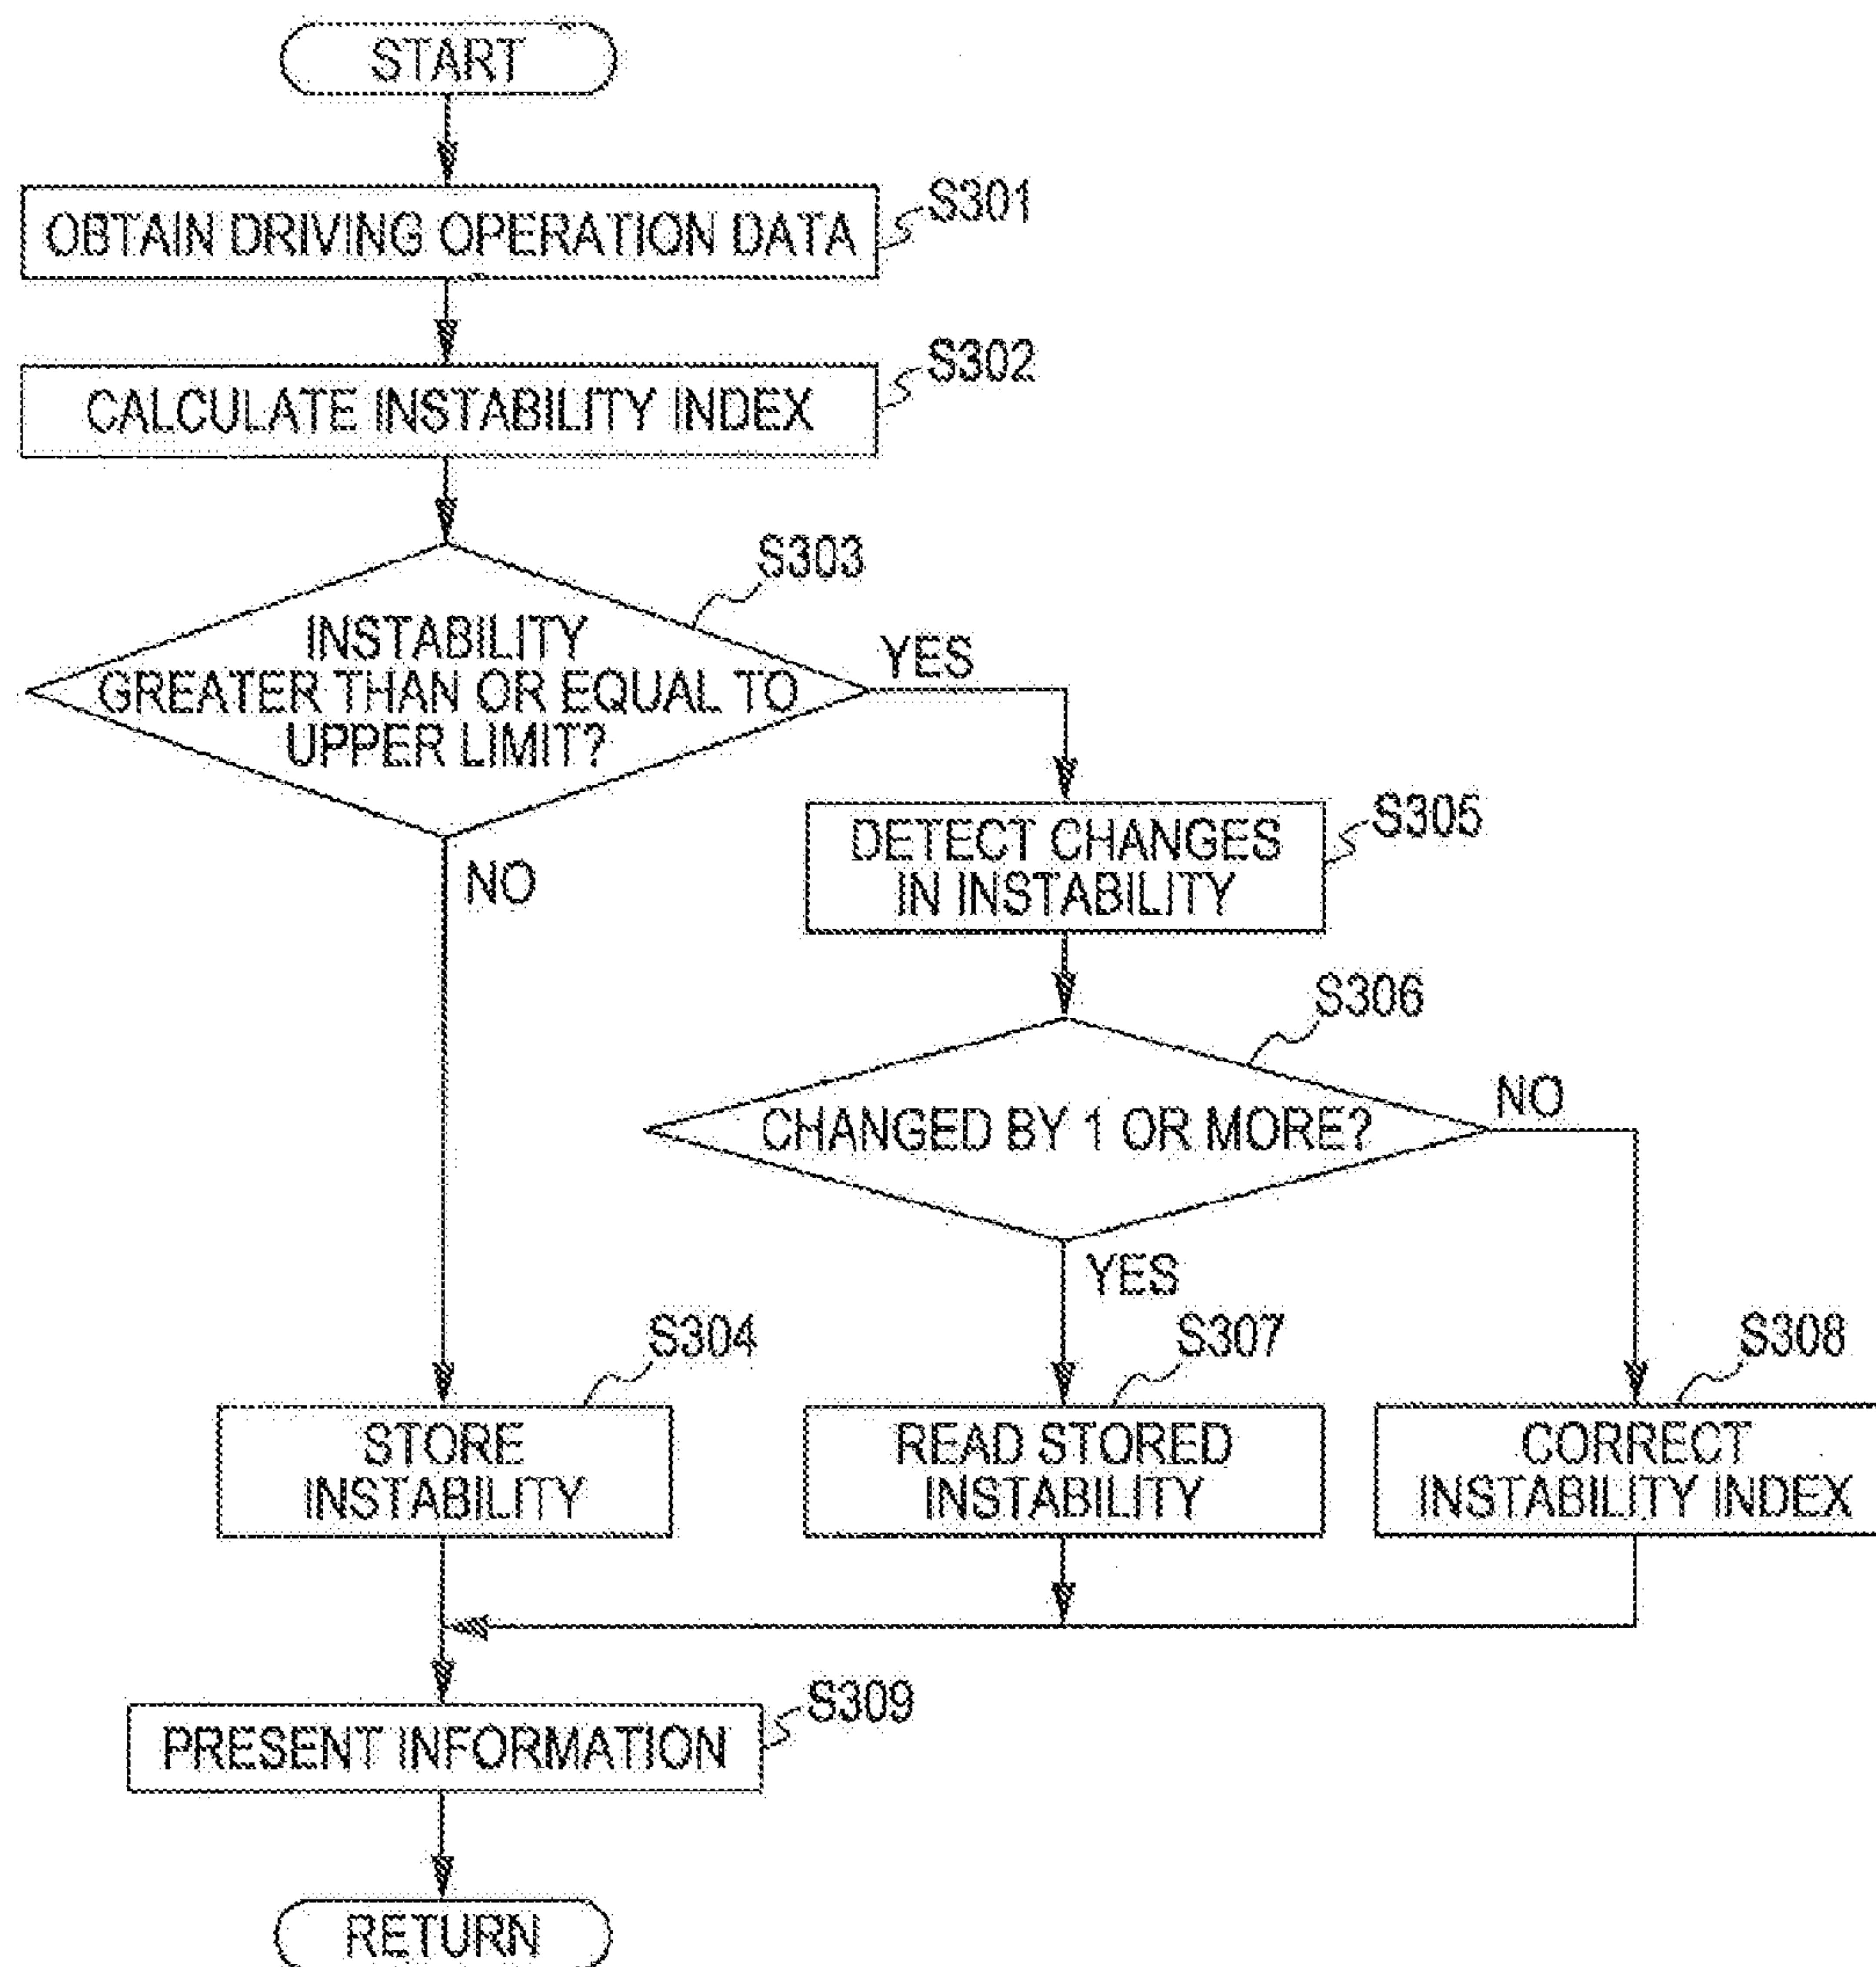 START
OBTAIN DRIVING OPERATION DATA
S301
CALCULATE INSTABILITY INDEX
S302
S303
INSTABILITY
GREATER THAN OR EQUAL TO
UPPER LIMIT?
YES
NO
DETECT CHANGES
IN INSTABILITY
S305
S306
CHANGED BY 1 OR MORE?
NO
YES
S304
STORE
INSTABILITY
S307
READ STORED
INSTABILITY
S308
CORRECT
INSTABILITY INDEX
PRESENT INFORMATION
S309
RETURN